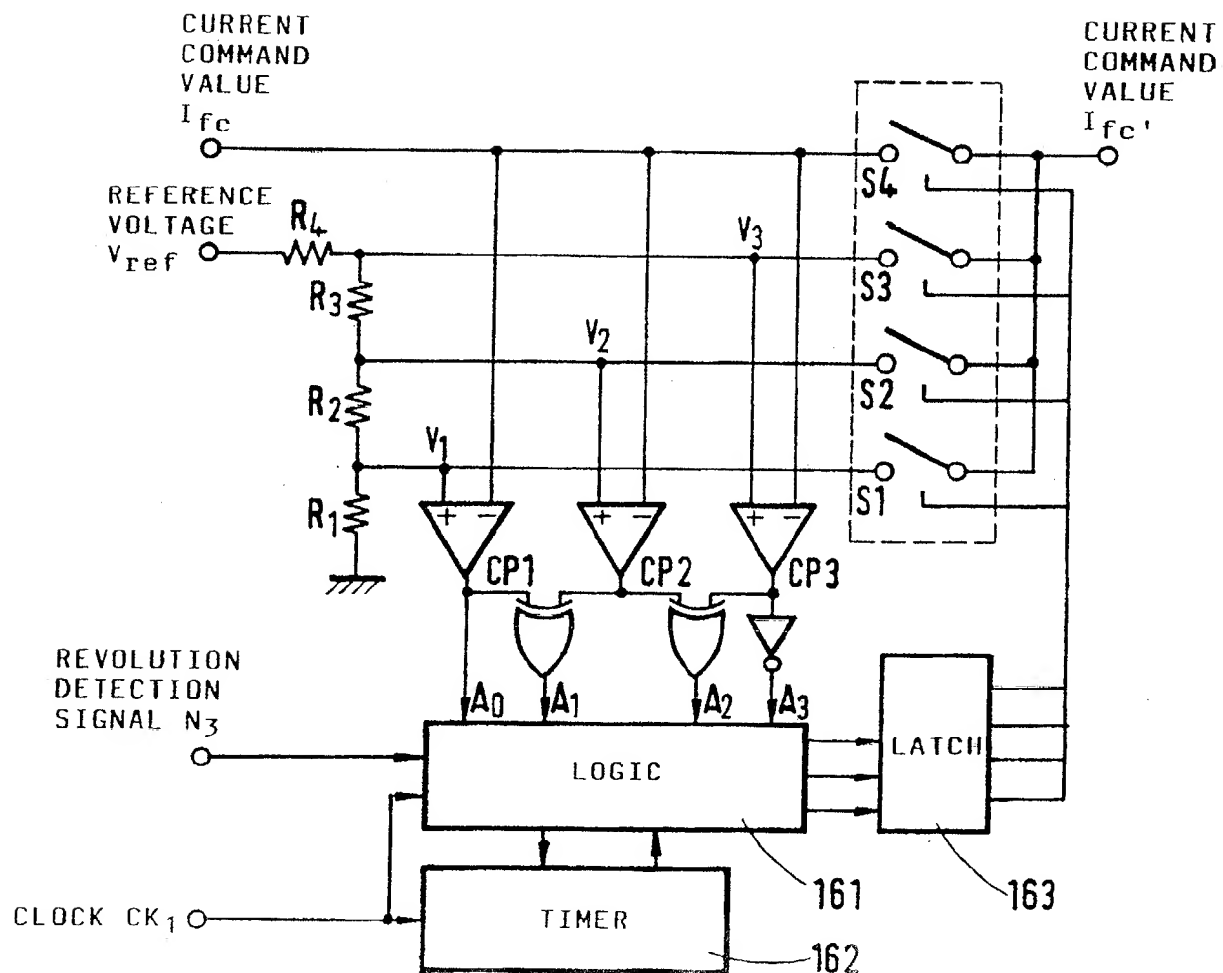 CURRENT
COMMAND
VALUE
Ifc
CURRENT
COMMAND
VALUE
Ifc'
REFERENCE
VOLTAGE
Vref
R4
R3
R2
R1
V3
V2
V1
S4
S3
S2
S1
+ −
+ −
+ −
CP1
CP2
CP3
REVOLUTION
DETECTION
SIGNAL N3
A0
A1
A2
A3
LOGIC
LATCH
161
163
CLOCK CK1
TIMER
162